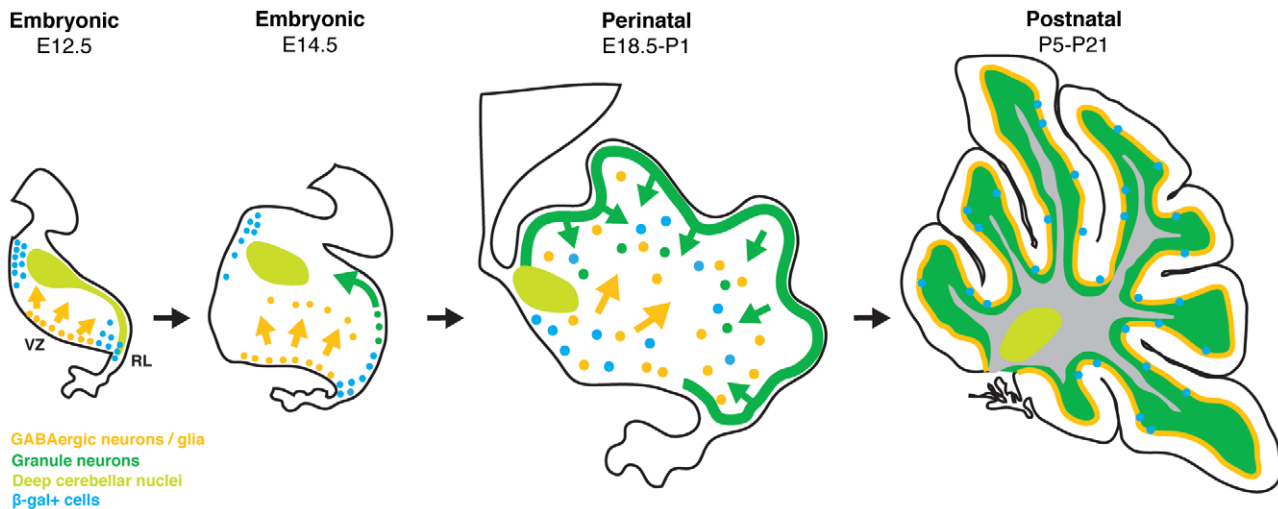 Embryonic
E12.5
Embryonic
E14.5
Perinatal
E18.5-P1
Postnatal
P5-P21
VZ
RL
GABAergic neurons / glia
Granule neurons
Deep cerebellar nuclei
β-gal+ cells